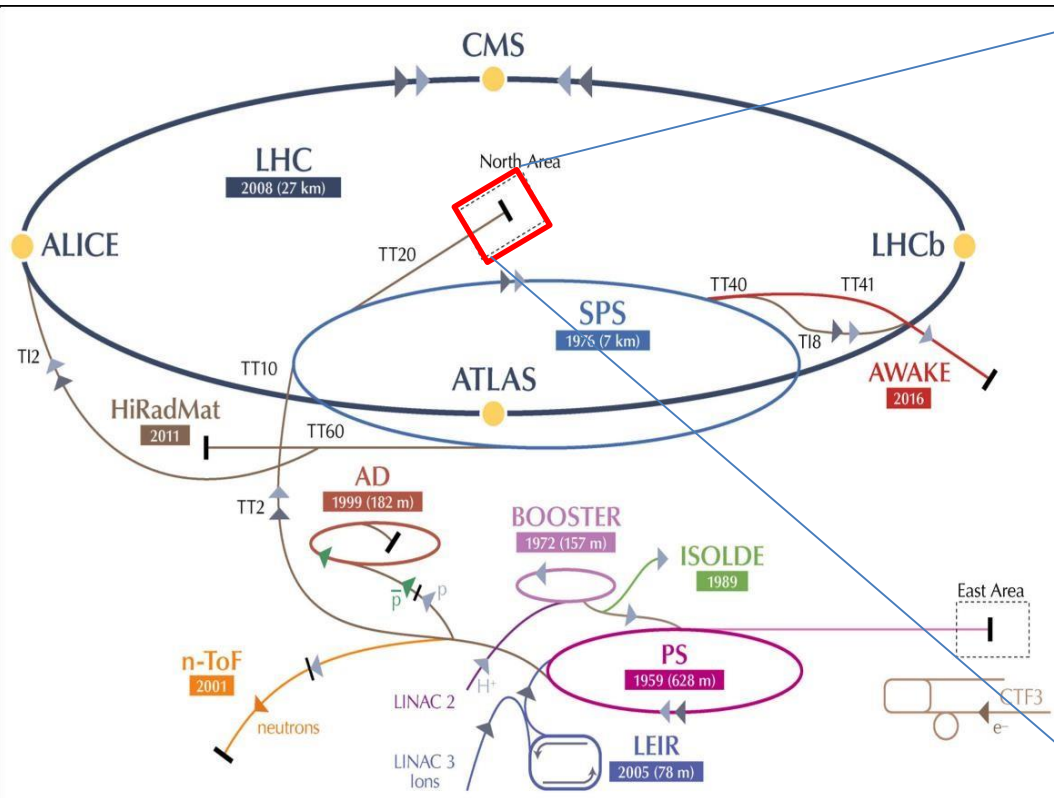 CMS
LHC
2008 (27 km)
North Area
ALICE
TT20
LHCb
TT40
TT41
SPS
1976 (7 km)
TI8
TI2
TT10
ATLAS
AWAKE
2016
HiRadMat
2011
TT60
AD
1999 (182 m)
TT2
BOOSTER
1972 (157 m)
ISOLDE
1989
p̅
p
East Area
n-ToF
2001
PS
1959 (628 m)
LINAC 2
H⁺
neutrons
CTF3
e⁻
LEIR
2005 (78 m)
LINAC 3
Ions